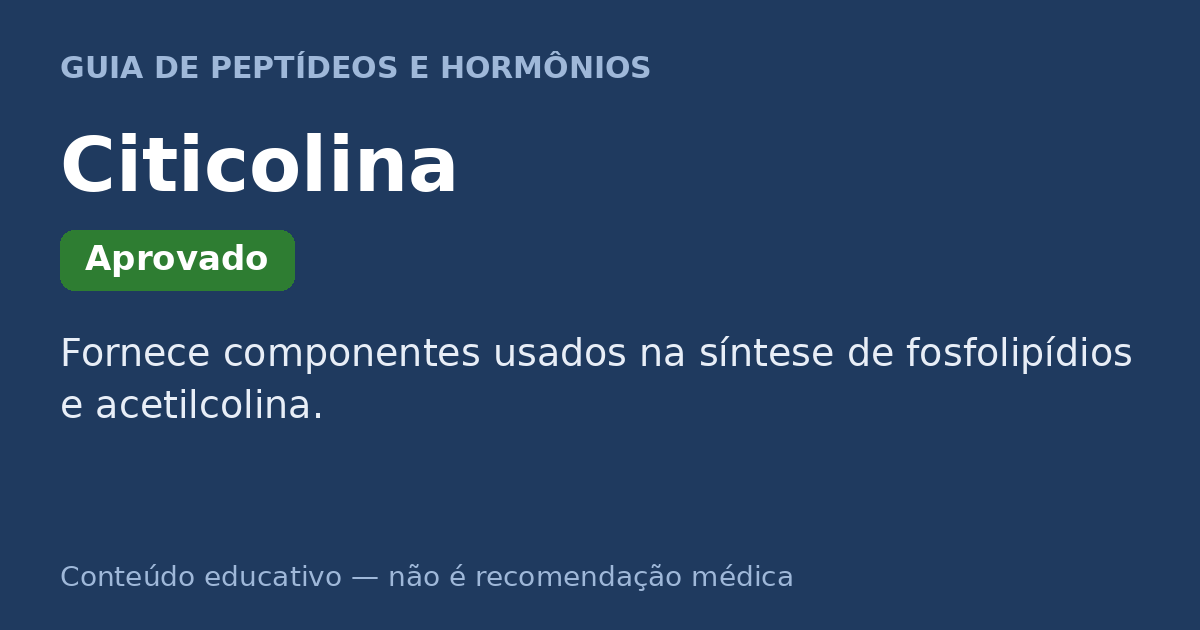 GUIA DE PEPTÍDEOS E HORMÔNIOS
Citicolina
Aprovado
Fornece componentes usados na síntese de fosfolipídios
e acetilcolina.
Conteúdo educativo — não é recomendação médica